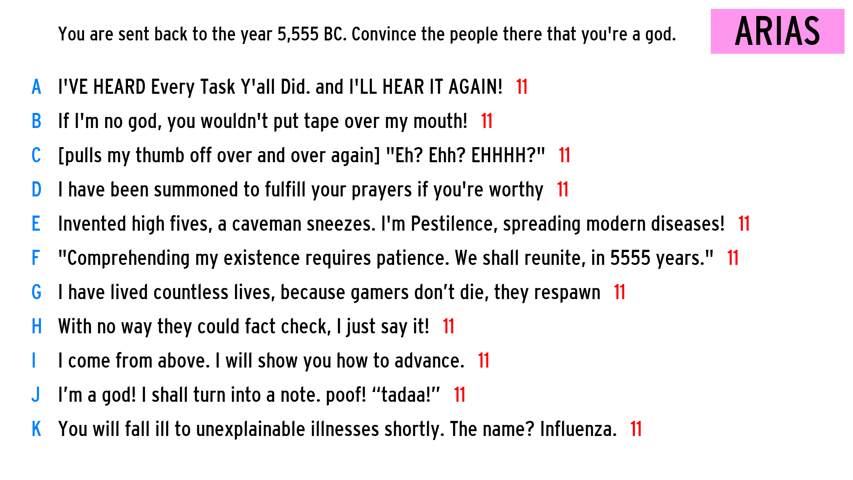 You are sent back to the year 5,555 BC. Convince the people there that you're a god.
ARIAS
A I'VE HEARD Every Task Y'all Did. and I'LL HEAR IT AGAIN! 11
B If I'm no god, you wouldn't put tape over my mouth! 11
C [pulls my thumb off over and over again] "Eh? Ehh? EHHHH?" 11
D I have been summoned to fulfill your prayers if you're worthy 11
E Invented high fives, a caveman sneezes. I'm Pestilence, spreading modern diseases! 11
F "Comprehending my existence requires patience. We shall reunite, in 5555 years." 11
G I have lived countless lives, because gamers don’t die, they respawn 11
H With no way they could fact check, I just say it! 11
I I come from above. I will show you how to advance. 11
J I’m a god! I shall turn into a note. poof! “tadaa!” 11
K You will fall ill to unexplainable illnesses shortly. The name? Influenza. 11